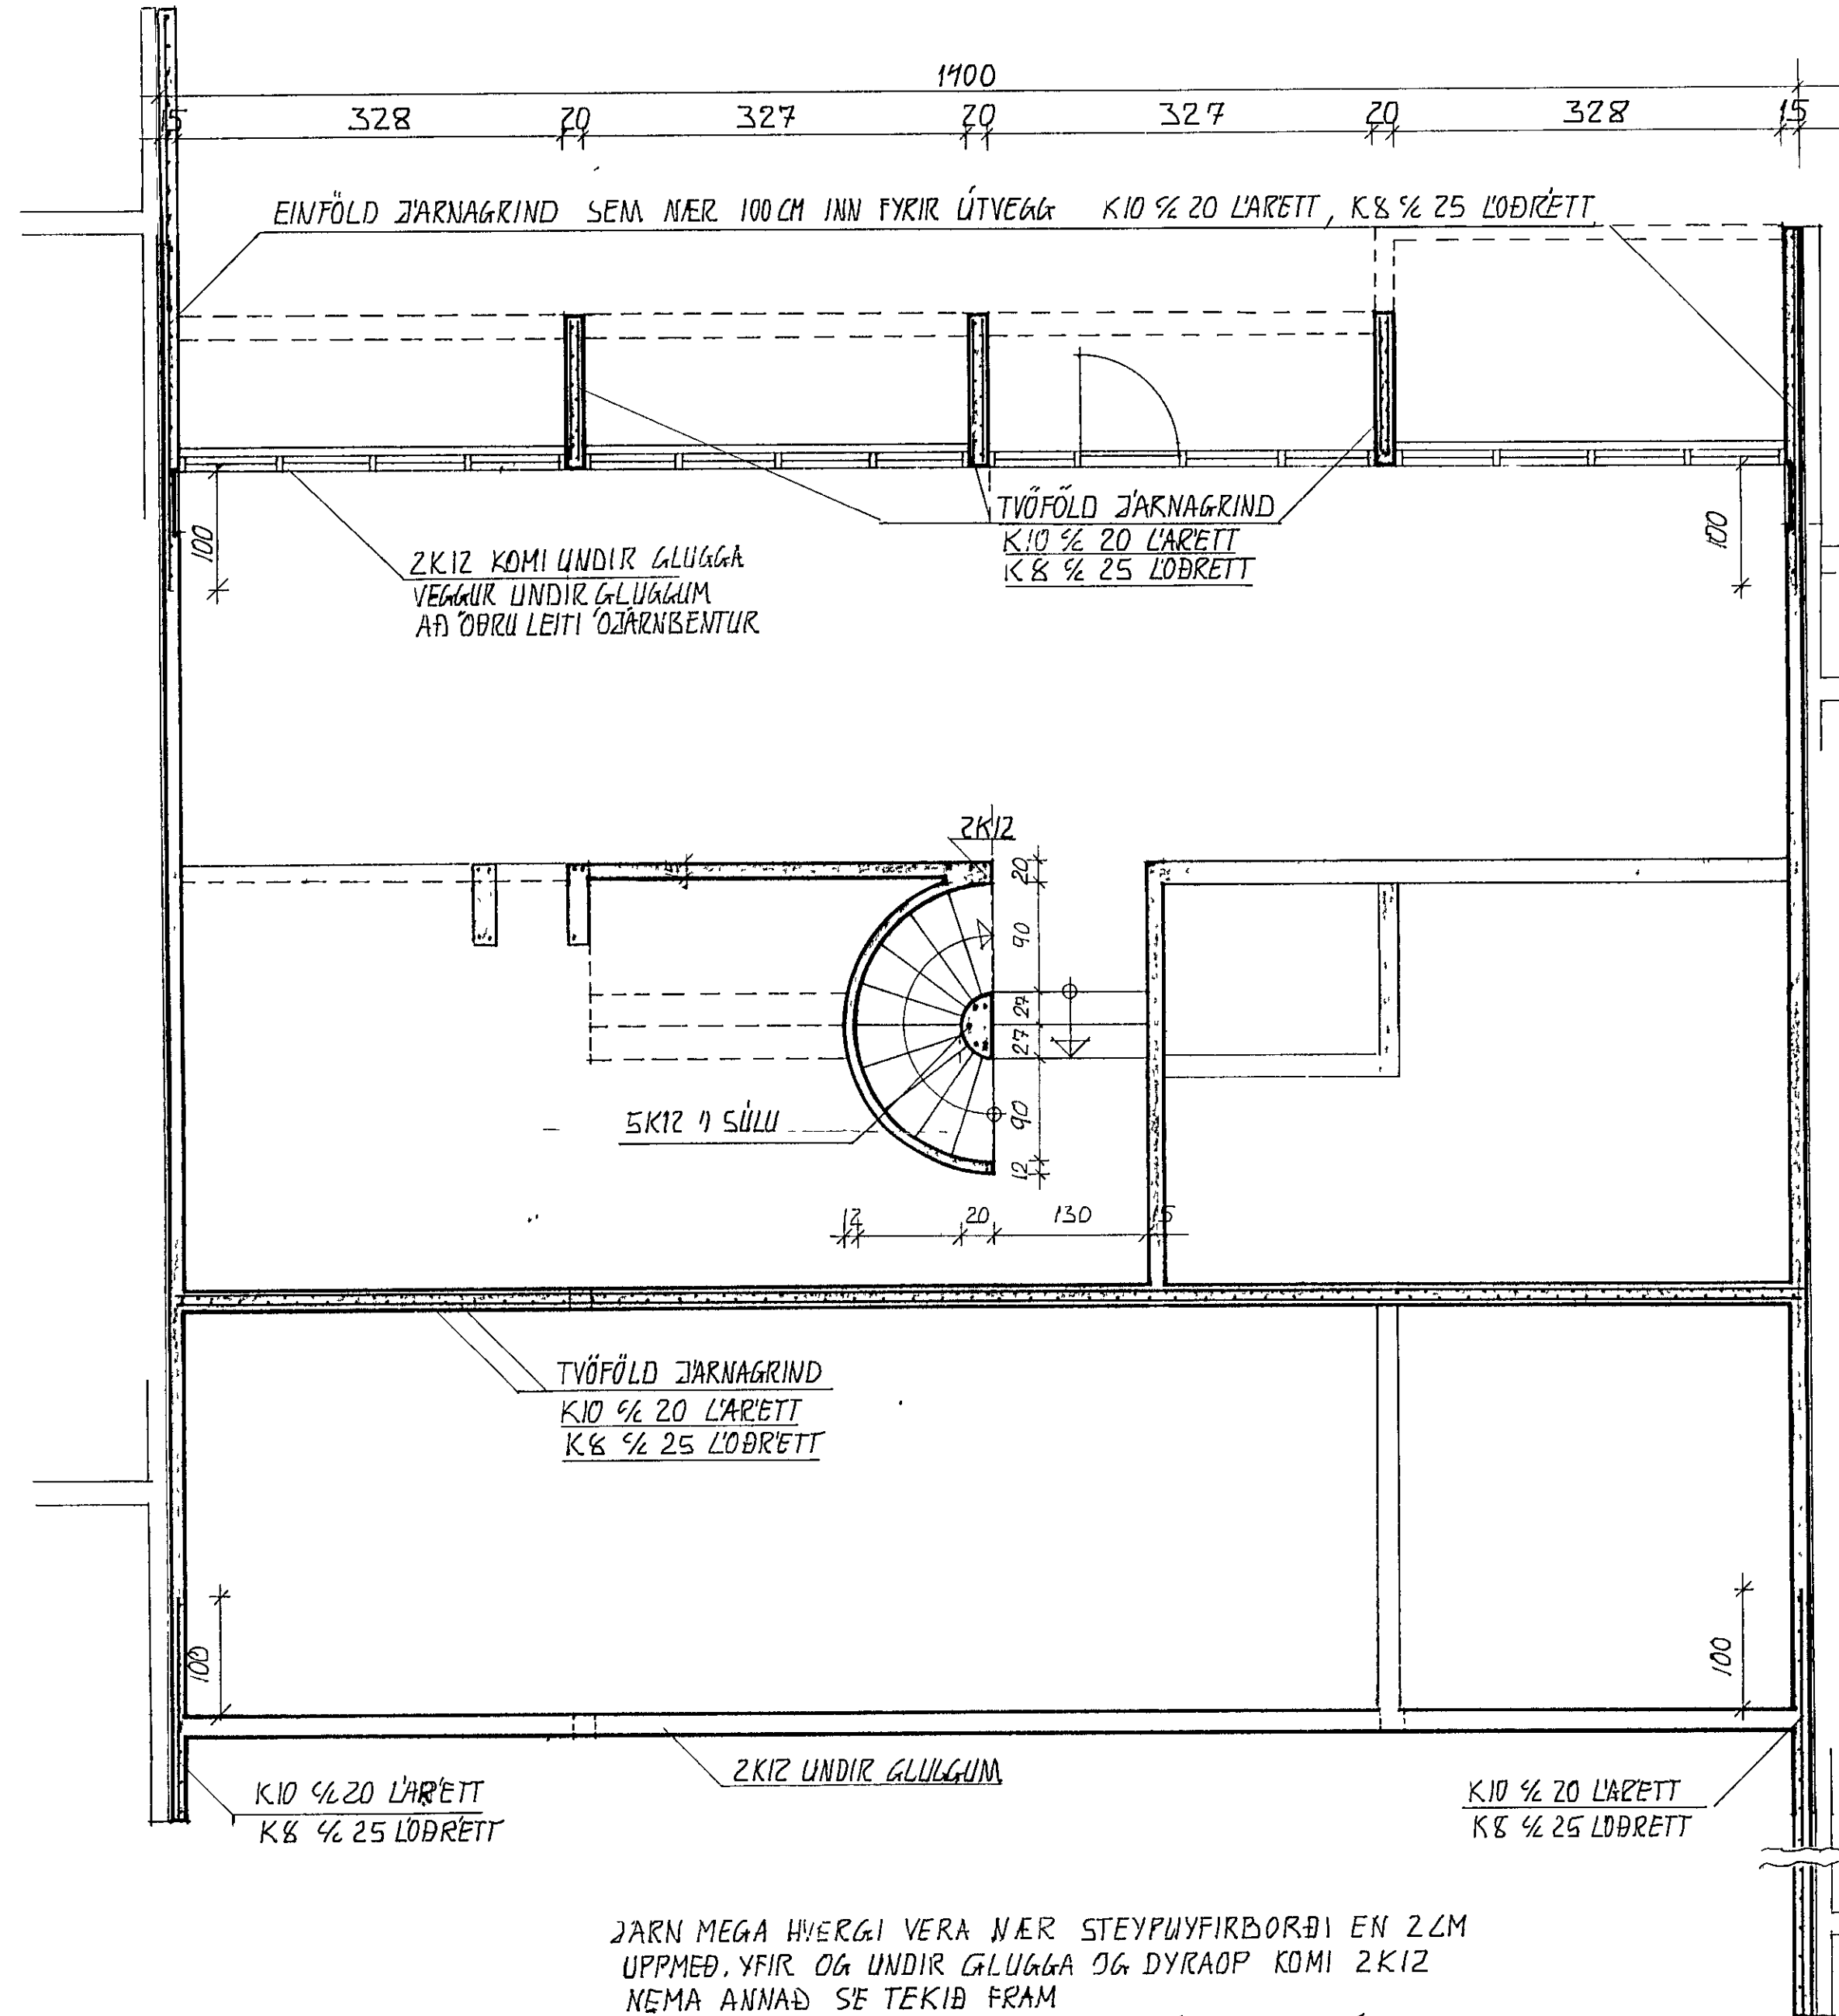 1400
15 328 20 327 20 327 20 328 15
EINFÖLD JÁRNAGRIND SEM NÆR 100 CM INN FYRIR ÚTVEGG K10 c/c 20 LÁRÉTT, K8 c/c 25 LÓÐRÉTT
TVÖFÖLD JÁRNAGRIND
K10 c/c 20 LÁRÉTT
K8 c/c 25 LÓÐRETT
100
100
2K12 KOMI UNDIR GLUGGA
VEGGUR UNDIR GLUGGUM
AÐ ÖÐRU LEITI ÓJÁRNBENTUR
2K12
20
90
27
27
90
12
5K12 Í SÚLU
12 20 130 15
TVÖFÖLD JÁRNAGRIND
K10 c/c 20 LÁRÉTT
K8 c/c 25 LÓÐRÉTT
100
100
2K12 UNDIR GLUGGUM
K10 c/c 20 LÁRÉTT
K8 c/c 25 LÓÐRÉTT
K10 c/c 20 LÁRETT
K8 c/c 25 LÓÐRETT
JÁRN MEGA HVERGI VERA NÆR STEYPUYFIRBORÐI EN 2 CM
UPPMEÐ, YFIR OG UNDIR GLUGGA OG DYRAOP KOMI 2K12
NEMA ANNAÐ SE TEKIÐ FRAM